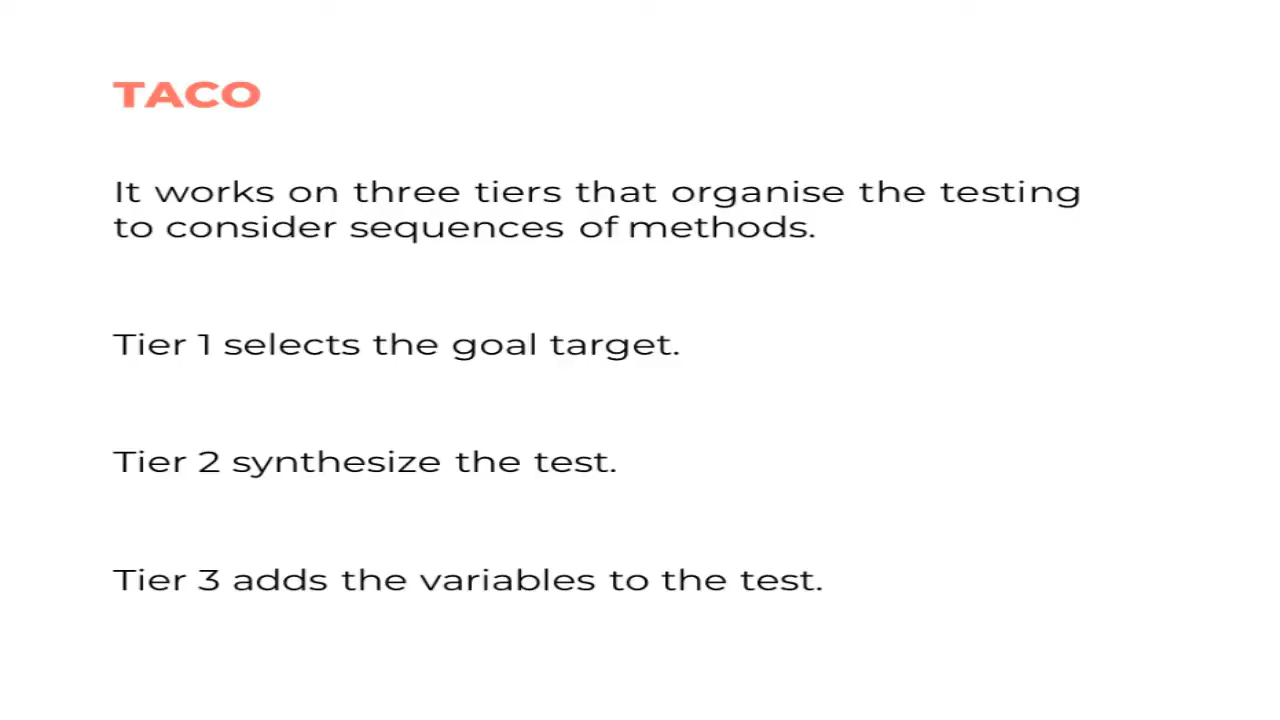 TACO
It works on three tiers that organise the testing
to consider sequences of methods.
Tier 1 selects the goal target.
Tier 2 synthesize the test.
Tier 3 adds the variables to the test.